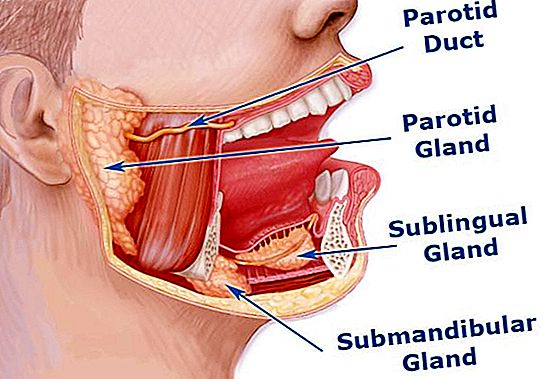 Parotid
Duct
Parotid
Gland
Sublingual
Gland
Submandibular
Gland